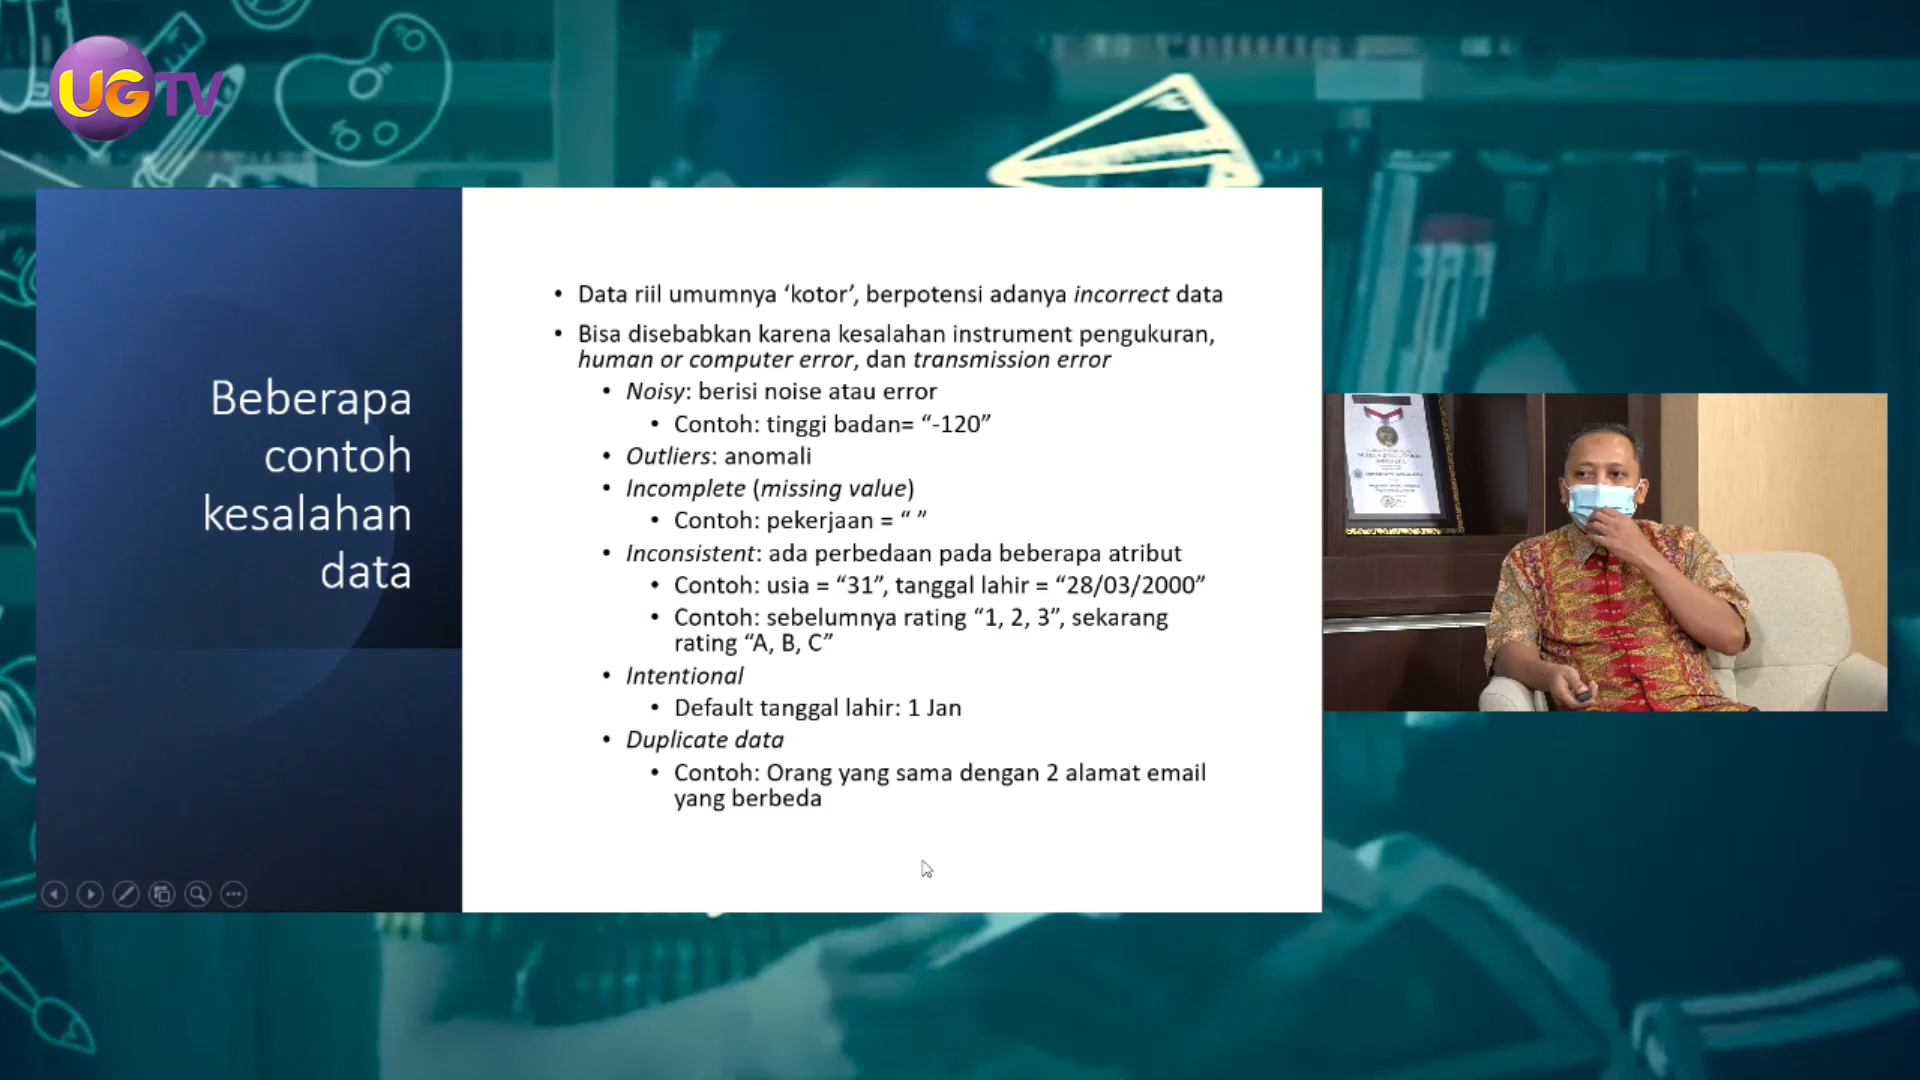 UGTV
Beberapa
contoh
kesalahan
data
• Data riil umumnya ‘kotor’, berpotensi adanya incorrect data
• Bisa disebabkan karena kesalahan instrument pengukuran,
human or computer error, dan transmission error
• Noisy: berisi noise atau error
• Contoh: tinggi badan= “-120”
• Outliers: anomali
• Incomplete (missing value)
• Contoh: pekerjaan = “ ”
• Inconsistent: ada perbedaan pada beberapa atribut
• Contoh: usia = “31”, tanggal lahir = “28/03/2000”
• Contoh: sebelumnya rating “1, 2, 3”, sekarang
rating “A, B, C”
• Intentional
• Default tanggal lahir: 1 Jan
• Duplicate data
• Contoh: Orang yang sama dengan 2 alamat email
yang berbeda